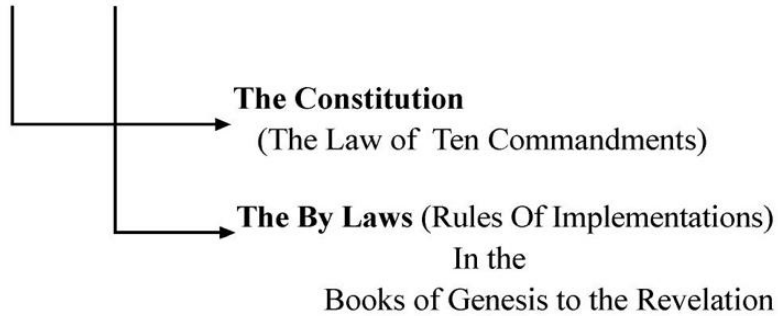 The Constitution
(The Law of Ten Commandments)
The By Laws (Rules Of Implementations)
In the
Books of Genesis to the Revelation